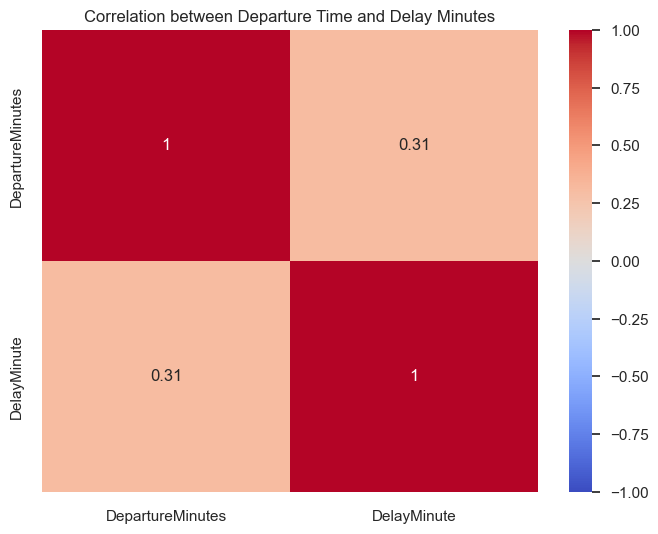 Correlation between Departure Time and Delay Minutes
DepartureMinutes
1
0.31
DelayMinute
0.31
1
DepartureMinutes
DelayMinute
1.00
0.75
0.50
0.25
0.00
−0.25
−0.50
−0.75
−1.00